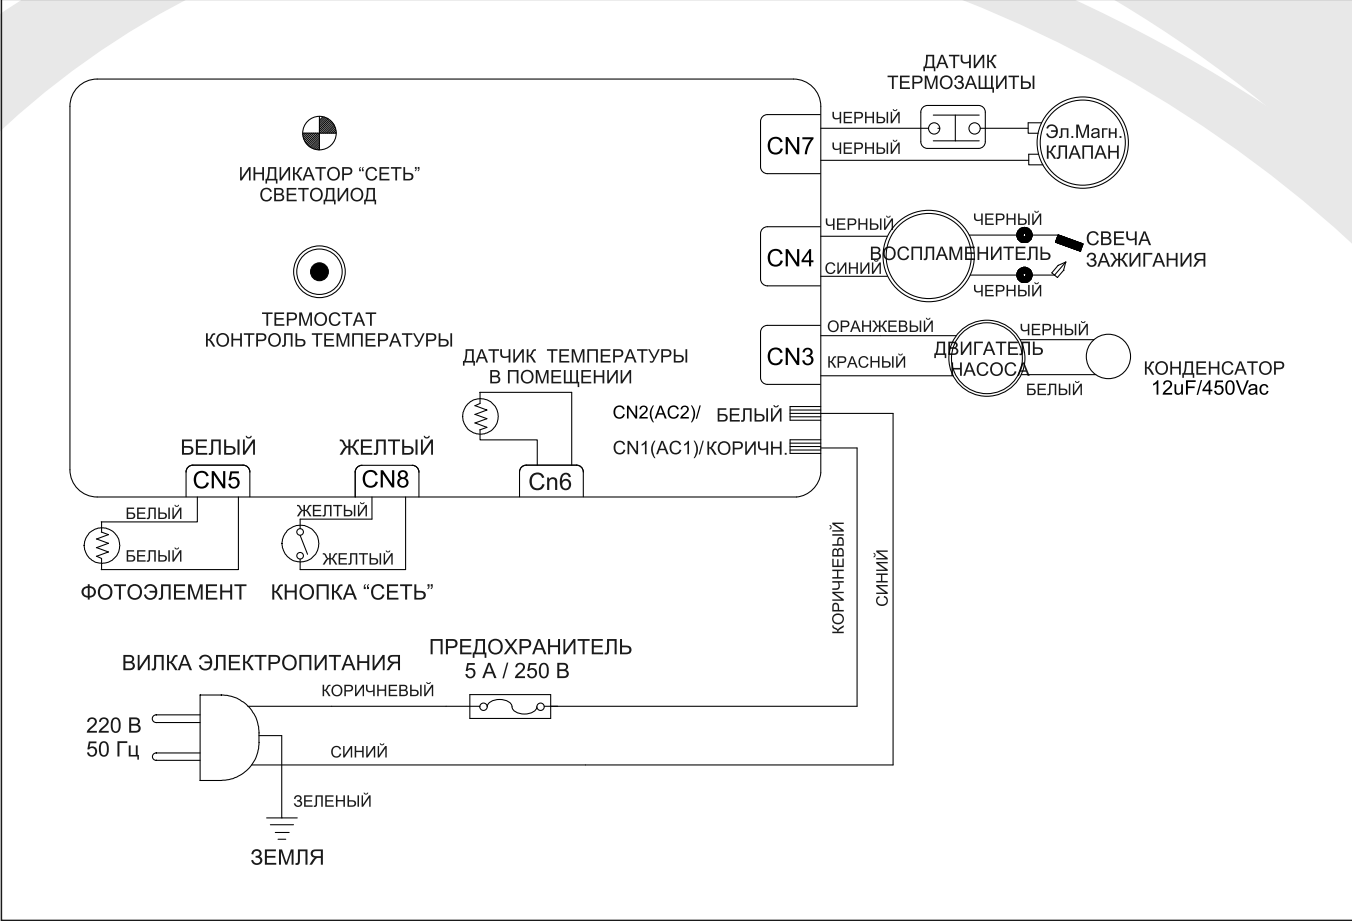 ДАТЧИК
ТЕРМОЗАЩИТЫ
ЧЕРНЫЙ
CN7
ЧЕРНЫЙ
Эл.Магн.
КЛАПАН
ИНДИКАТОР “СЕТЬ”
СВЕТОДИОД
ЧЕРНЫЙ
CN4
СИНИЙ
ВОСПЛАМЕНИТЕЛЬ
ЧЕРНЫЙ
ЧЕРНЫЙ
СВЕЧА
ЗАЖИГАНИЯ
ТЕРМОСТАТ
КОНТРОЛЬ ТЕМПЕРАТУРЫ
ОРАНЖЕВЫЙ
CN3
КРАСНЫЙ
ДВИГАТЕЛЬ
НАСОСА
ЧЕРНЫЙ
БЕЛЫЙ
КОНДЕНСАТОР
12uF/450Vac
ДАТЧИК ТЕМПЕРАТУРЫ
В ПОМЕЩЕНИИ
CN2(AC2)/ БЕЛЫЙ
CN1(AC1)/КОРИЧН.
БЕЛЫЙ
CN5
ЖЕЛТЫЙ
CN8
Cn6
БЕЛЫЙ
БЕЛЫЙ
ФОТОЭЛЕМЕНТ
ЖЕЛТЫЙ
ЖЕЛТЫЙ
КНОПКА “СЕТЬ”
КОРИЧНЕВЫЙ
СИНИЙ
ВИЛКА ЭЛЕКТРОПИТАНИЯ
ПРЕДОХРАНИТЕЛЬ
5 А / 250 В
КОРИЧНЕВЫЙ
220 В
50 Гц
СИНИЙ
ЗЕЛЕНЫЙ
ЗЕМЛЯ